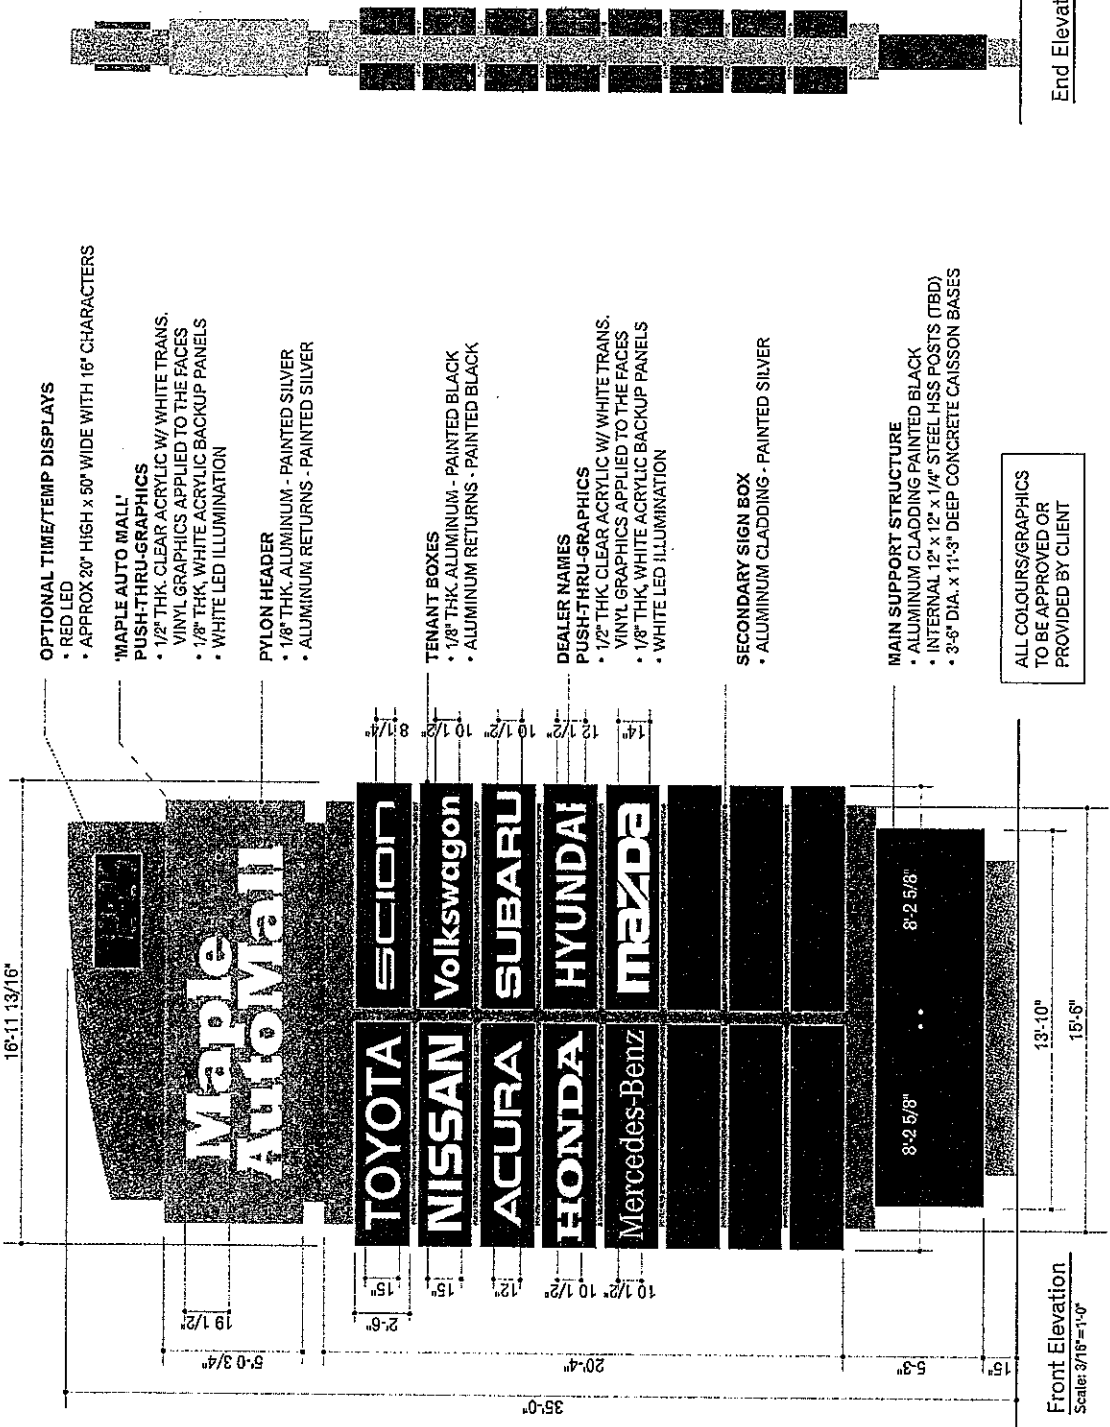 16'-11 13/16"
35'-0"
5'-0 3/4"
19 1/2"
20'-4"
2'-6"
15"
15"
12"
10 1/2"
10 1/2"
5'-3"
15"
Maple
AutoMall
TOYOTA
SCION
NISSAN
Volkswagon
ACURA
SUBARU
HONDA
HYUNDAI
Mercedes-Benz
mazda
8 1/4"
10 1/2"
10 1/2"
12 1/2"
14"
8'-2 5/8"
8'-2 5/8"
13'-10"
15'-6"
Front Elevation
Scale: 3/16"=1'-0"
OPTIONAL TIME/TEMP DISPLAYS
• RED LED
• APPROX 20" HIGH x 50" WIDE WITH 16" CHARACTERS
'MAPLE AUTO MALL'
PUSH-THRU-GRAPHICS
• 1/2" THK. CLEAR ACRYLIC W/ WHITE TRANS.
VINYL GRAPHICS APPLIED TO THE FACES
• 1/8" THK, WHITE ACRYLIC BACKUP PANELS
• WHITE LED ILLUMINATION
PYLON HEADER
• 1/8" THK. ALUMINUM - PAINTED SILVER
• ALUMINUM RETURNS - PAINTED SILVER
TENANT BOXES
• 1/8" THK. ALUMINUM - PAINTED BLACK
• ALUMINUM RETURNS - PAINTED BLACK
DEALER NAMES
PUSH-THRU-GRAPHICS
• 1/2" THK. CLEAR ACRYLIC W/ WHITE TRANS.
VINYL GRAPHICS APPLIED TO THE FACES
• 1/8" THK, WHITE ACRYLIC BACKUP PANELS
• WHITE LED ILLUMINATION
SECONDARY SIGN BOX
• ALUMINUM CLADDING - PAINTED SILVER
MAIN SUPPORT STRUCTURE
• ALUMINUM CLADDING PAINTED BLACK
• INTERNAL 12" x 12" x 1/4" STEEL HSS POSTS (TBD)
• 3'-6" DIA. x 11'-3" DEEP CONCRETE CAISSON BASES
ALL COLOURS/GRAPHICS
TO BE APPROVED OR
PROVIDED BY CLIENT
End Elevat